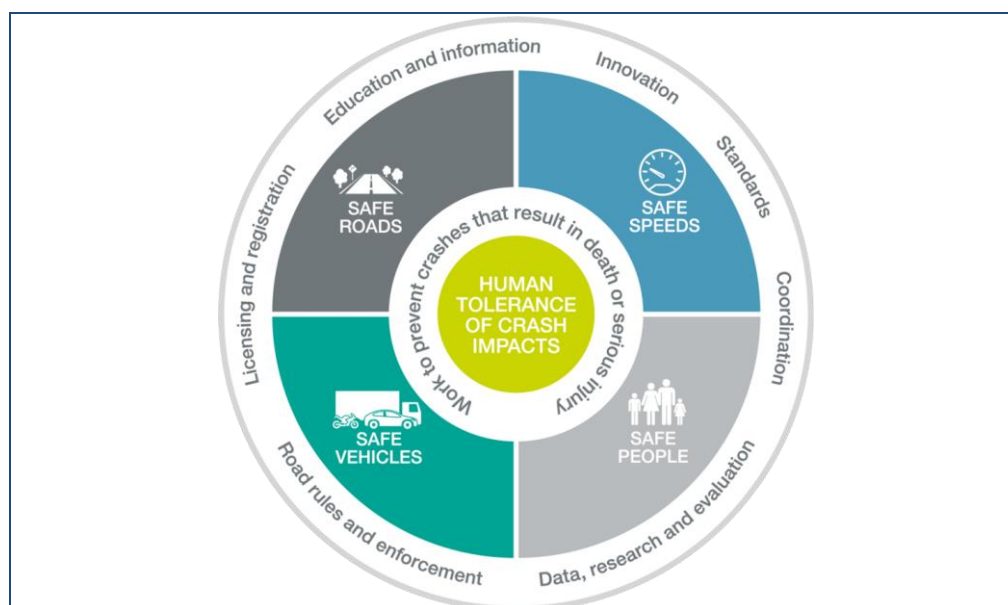 Education and information
Innovation
Standards
Coordination
Data, research and evaluation
Road rules and enforcement
Licensing and registration
SAFE
ROADS
SAFE
SPEEDS
Work to prevent crashes that result in death or serious injury
HUMAN
TOLERANCE
OF CRASH
IMPACTS
SAFE
VEHICLES
SAFE
PEOPLE